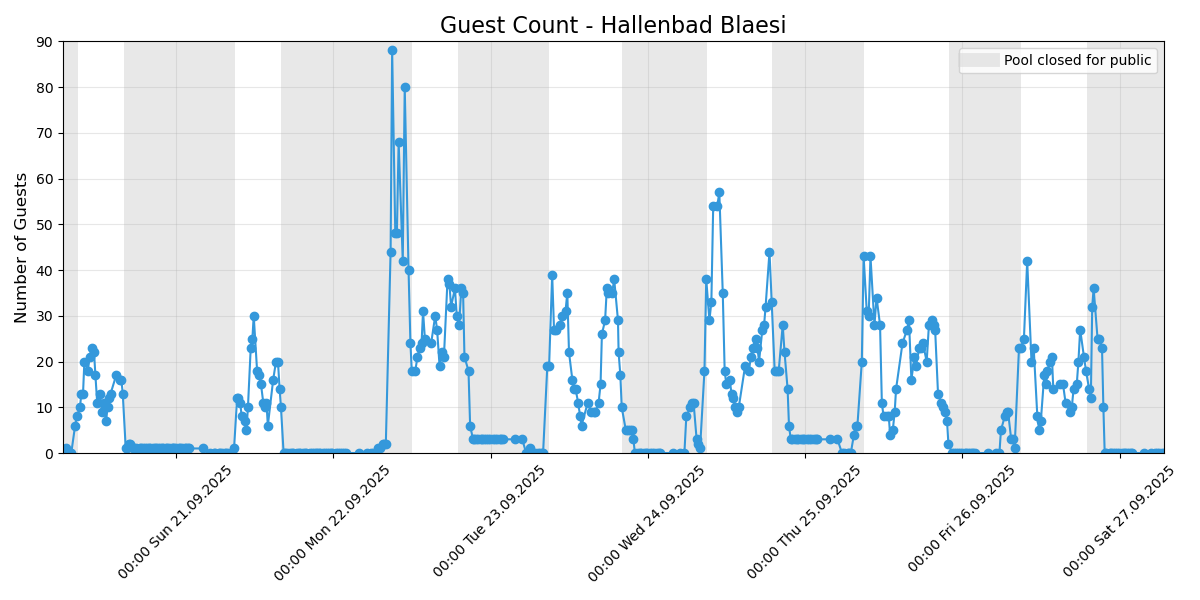 Guest Count - Hallenbad Blaesi
Pool closed for public
Number of Guests
90
80
70
60
50
40
30
20
10
0
00:00 Sun 21.09.2025
00:00 Mon 22.09.2025
00:00 Tue 23.09.2025
00:00 Wed 24.09.2025
00:00 Thu 25.09.2025
00:00 Fri 26.09.2025
00:00 Sat 27.09.2025